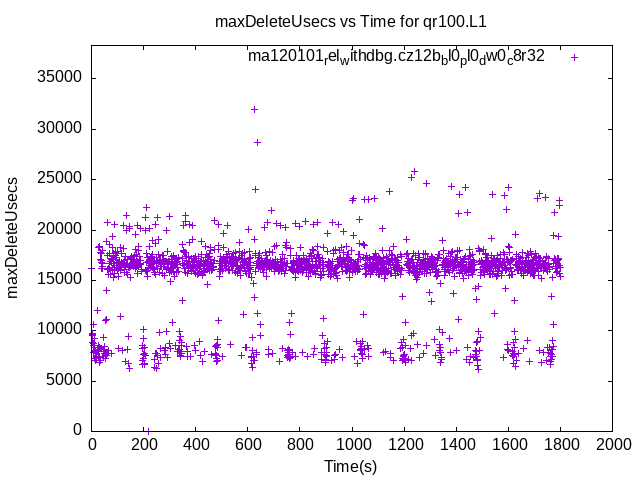 maxDeleteUsecs vs Time for qr100.L1
ma120101_rel_withdbg.cz12b_bl0_pl0_dw0_c8r32
35000
30000
25000
20000
15000
10000
5000
0
maxDeleteUsecs
0 200 400 600 800 1000 1200 1400 1600 1800 2000
Time(s)